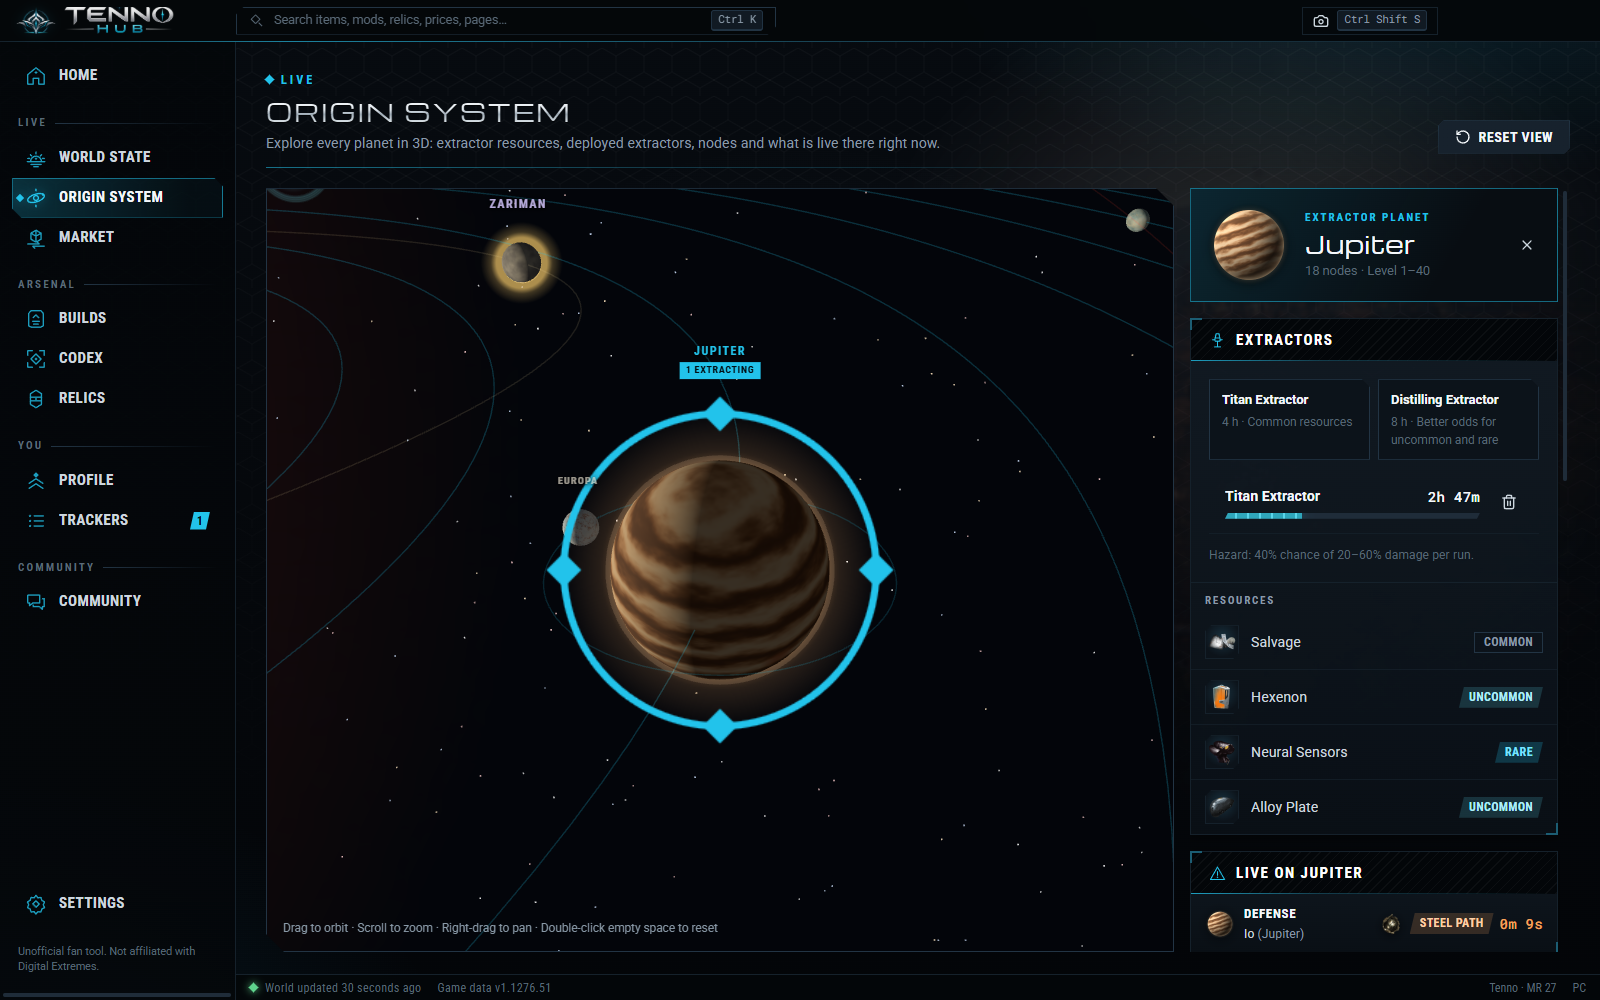 TENNO
HUB
Search items, mods, relics, prices, pages...
Ctrl K
Ctrl Shift S
HOME
LIVE
WORLD STATE
ORIGIN SYSTEM
MARKET
ARSENAL
BUILDS
CODEX
RELICS
YOU
PROFILE
TRACKERS
1
COMMUNITY
COMMUNITY
SETTINGS
Unofficial fan tool. Not affiliated with
Digital Extremes.
LIVE
ORIGIN SYSTEM
Explore every planet in 3D: extractor resources, deployed extractors, nodes and what is live there right now.
RESET VIEW
ZARIMAN
JUPITER
1 EXTRACTING
EUROPA
Drag to orbit · Scroll to zoom · Right-drag to pan · Double-click empty space to reset
EXTRACTOR PLANET
Jupiter
18 nodes · Level 1–40
EXTRACTORS
Titan Extractor
4 h · Common resources
Distilling Extractor
8 h · Better odds for
uncommon and rare
Titan Extractor
2h 47m
Hazard: 40% chance of 20–60% damage per run.
RESOURCES
Salvage
COMMON
Hexenon
UNCOMMON
Neural Sensors
RARE
Alloy Plate
UNCOMMON
LIVE ON JUPITER
DEFENSE
Io (Jupiter)
STEEL PATH
0m 9s
World updated 30 seconds ago
Game data v1.1276.51
Tenno · MR 27
PC